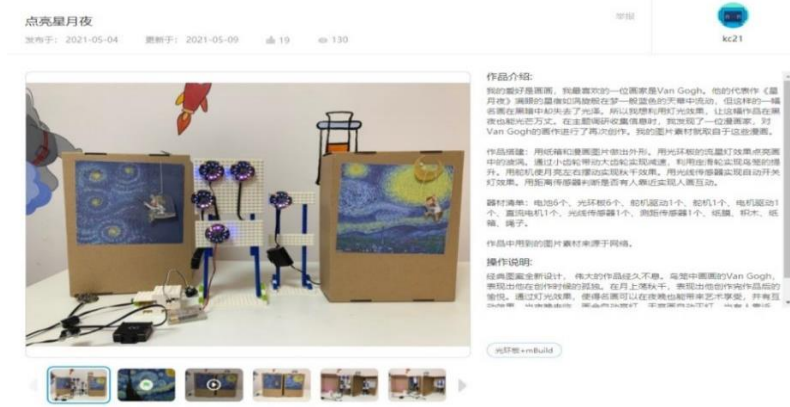 点亮星月夜
发布于: 2021-05-04 更新于: 2021-05-09 19 130
举报
kc21
作品介绍:
我的爱好是画画，我最喜欢的一位画家是Van Gogh。他的代表作《星
月夜》满眼的星夜如漩旋般在梦一般蓝色的天幕中流动，但这样的一幅
名画在黑暗中却失去了光泽。所以我想利用灯光效果，让这幅作品在黑
夜也能光芒万丈。在主题调研收集信息时，我发现了一位漫画家，对
Van Gogh的画作进行了再次创作。我的图片素材就取自于这些漫画。
作品搭建：用纸箱和漫画图片做出外形。用光环板的流星灯效果点亮画
中的波涡。通过小齿轮带动大齿轮实现减速，利用定滑轮实现鸟笼的提
升。用舵机使月亮左右摆动实现秋千效果。用光线传感器实现自动开关
灯效果。用距离传感器判断是否有人靠近实现人画互动。
器材清单：电池6个、光环板6个、舵机驱动1个、舵机1个、电机驱动1
个、直流电机1个、光线传感器1个、测距传感器1个、纸膜、积木、纸
箱、绳子。
作品中用到的图片素材来源于网络。
操作说明:
经典图案全新设计， 伟大的作品经久不息。鸟笼中画画的Van Gogh，
表现出他在创作时候的孤独。在月上荡秋千，表现出他创作完作品后的
愉悦。通过灯光效果，使得名画可以在夜晚也能带来艺术享受，并有互
光环板+mBuild